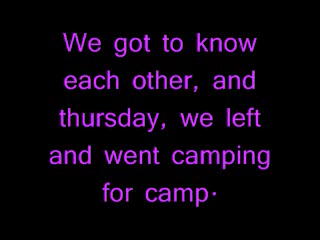 We got to know
each other, and
thursday, we left
and went camping
for camp.